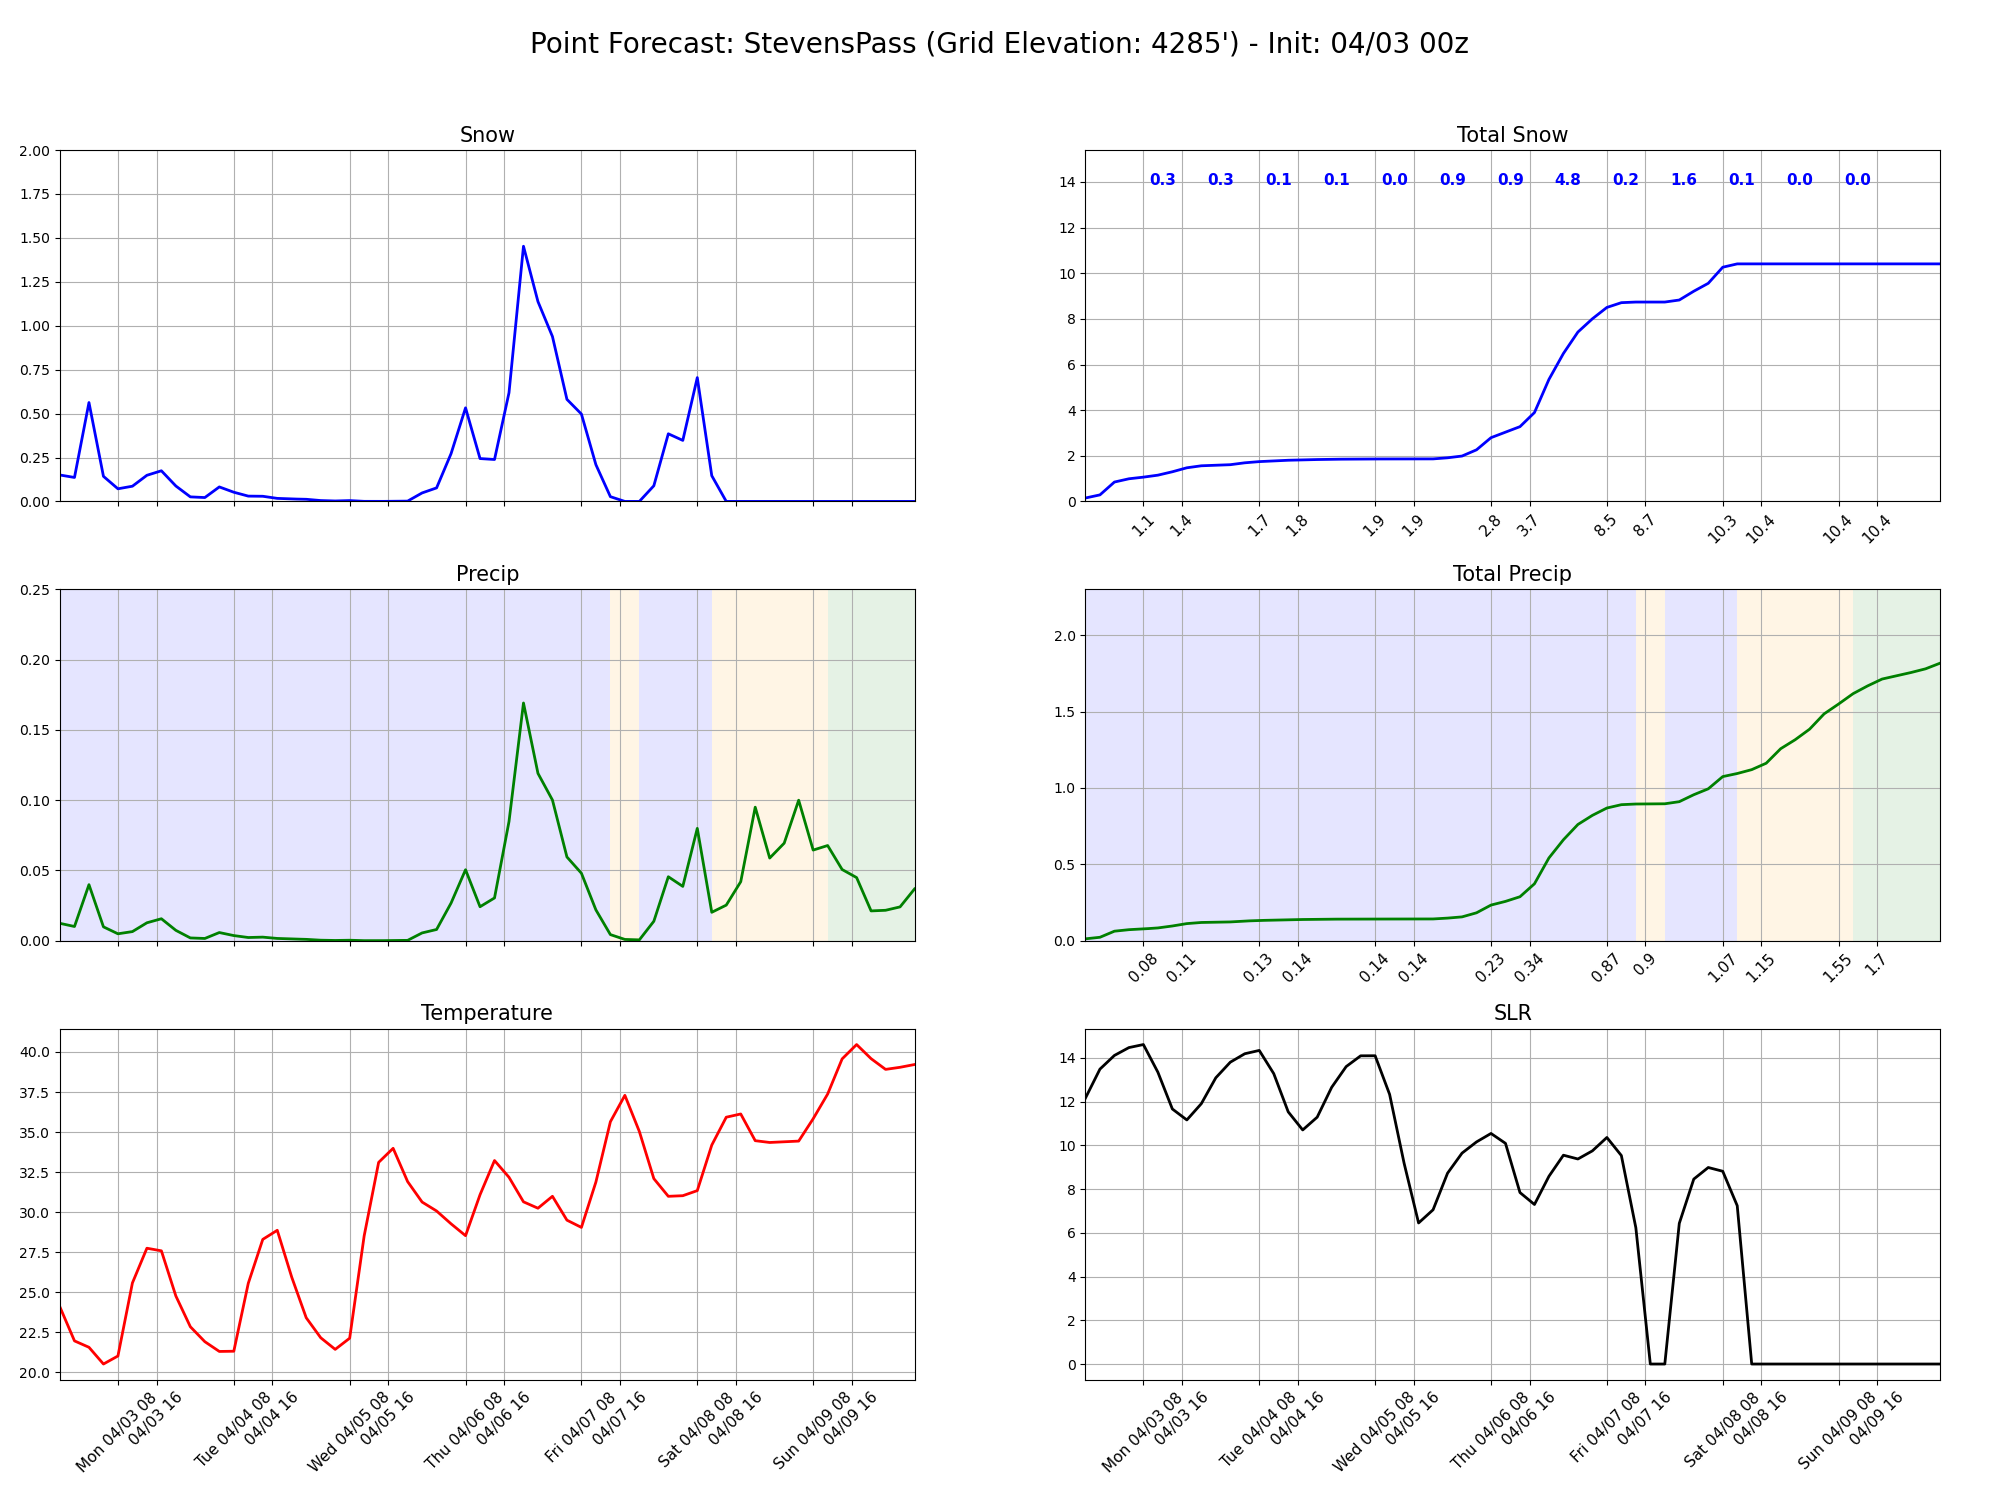 Point Forecast: StevensPass (Grid Elevation: 4285') - Init: 04/03 00z
Snow
2.00
1.75
1.50
1.25
1.00
0.75
0.50
0.25
0.00
Total Snow
0.3 0.3 0.1 0.1 0.0 0.9 0.9 4.8 0.2 1.6 0.1 0.0 0.0
14
12
10
8
6
4
2
0
1.1 1.4 1.7 1.8 1.9 1.9 2.8 3.7 8.5 8.7 10.3 10.4 10.4 10.4
Precip
0.25
0.20
0.15
0.10
0.05
0.00
Total Precip
2.0
1.5
1.0
0.5
0.0
0.08 0.11 0.13 0.14 0.14 0.14 0.23 0.34 0.87 0.9 1.07 1.15 1.55 1.7
Temperature
40.0
37.5
35.0
32.5
30.0
27.5
25.0
22.5
20.0
Mon 04/03 08
04/03 16
Tue 04/04 08
04/04 16
Wed 04/05 08
04/05 16
Thu 04/06 08
04/06 16
Fri 04/07 08
04/07 16
Sat 04/08 08
04/08 16
Sun 04/09 08
04/09 16
SLR
14
12
10
8
6
4
2
0
Mon 04/03 08
04/03 16
Tue 04/04 08
04/04 16
Wed 04/05 08
04/05 16
Thu 04/06 08
04/06 16
Fri 04/07 08
04/07 16
Sat 04/08 08
04/08 16
Sun 04/09 08
04/09 16